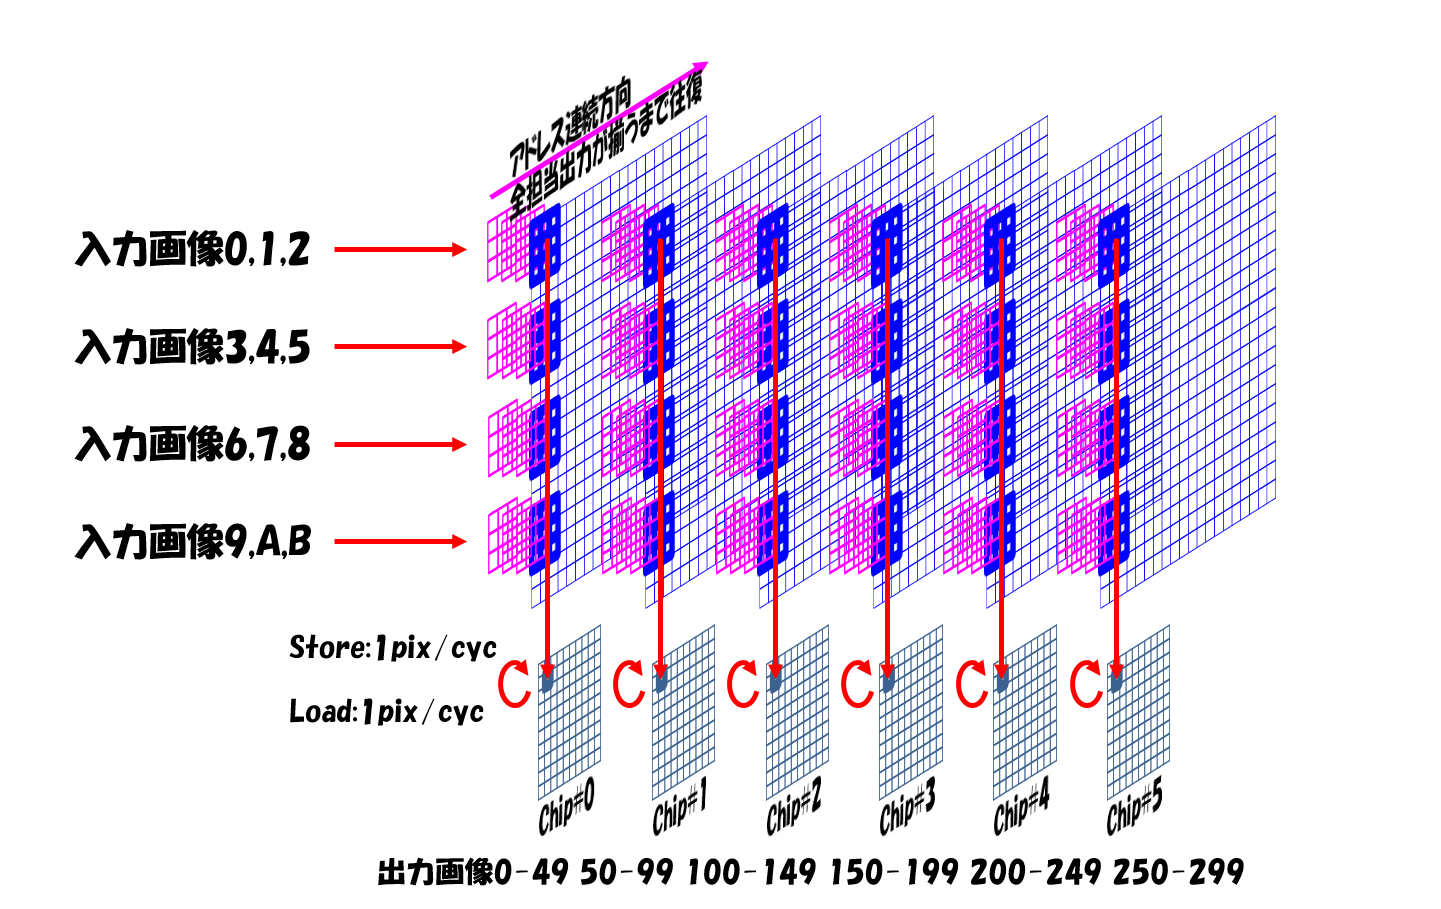 アドレス連続方向
全担当出力が揃うまで往復
入力画像0,1,2
入力画像3,4,5
入力画像6,7,8
入力画像9,A,B
Store:1pix/cyc
Load:1pix/cyc
Chip#0 Chip#1 Chip#2 Chip#3 Chip#4 Chip#5
出力画像0-49 50-99 100-149 150-199 200-249 250-299